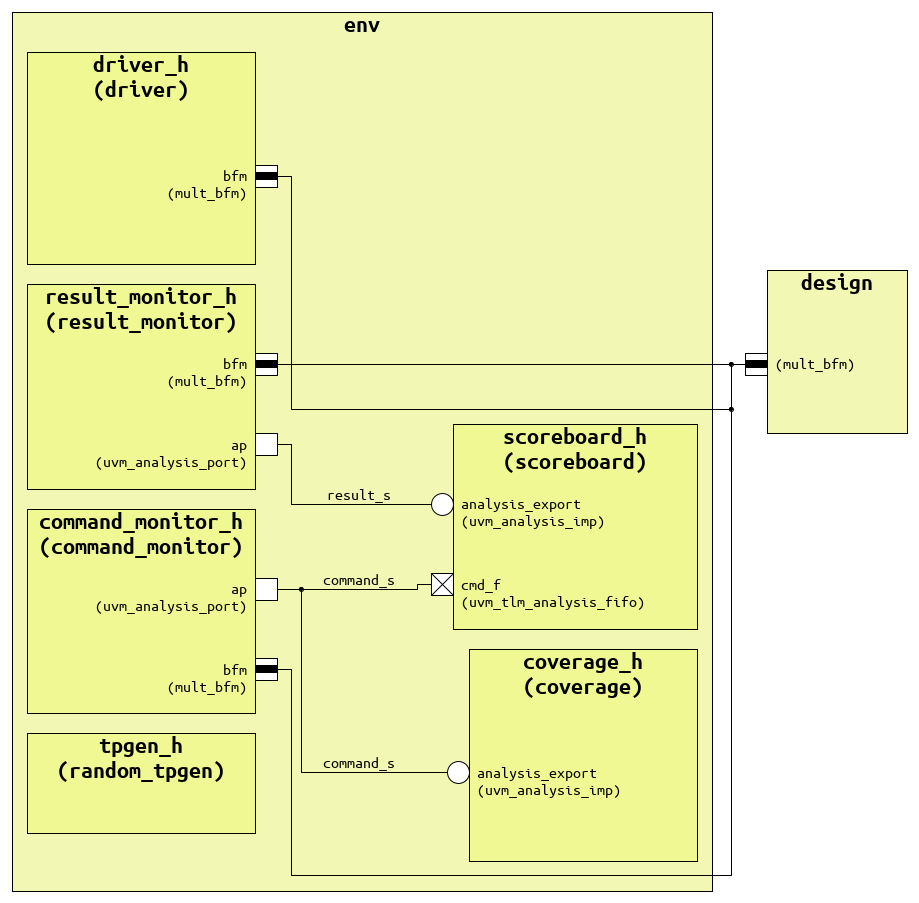 env
driver_h
(driver)
bfm
(mult_bfm)
result_monitor_h
(result_monitor)
bfm
(mult_bfm)
ap
(uvm_analysis_port)
command_monitor_h
(command_monitor)
ap
(uvm_analysis_port)
bfm
(mult_bfm)
tpgen_h
(random_tpgen)
result_s
command_s
command_s
scoreboard_h
(scoreboard)
analysis_export
(uvm_analysis_imp)
cmd_f
(uvm_tlm_analysis_fifo)
coverage_h
(coverage)
analysis_export
(uvm_analysis_imp)
design
(mult_bfm)